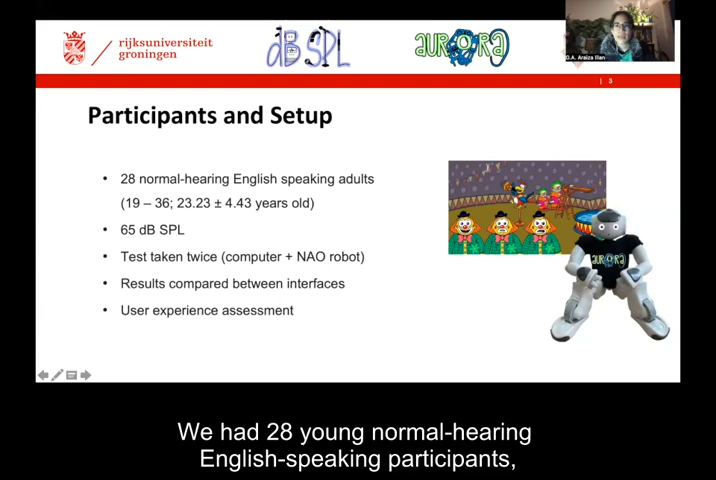 rijksuniversiteit
groningen
dB SPL
AURORA
G.A. Araiza Illan
| 3
Participants and Setup
• 28 normal-hearing English speaking adults
(19 – 36; 23.23 ± 4.43 years old)
• 65 dB SPL
• Test taken twice (computer + NAO robot)
• Results compared between interfaces
• User experience assessment
AURORA
We had 28 young normal-hearing
English-speaking participants,